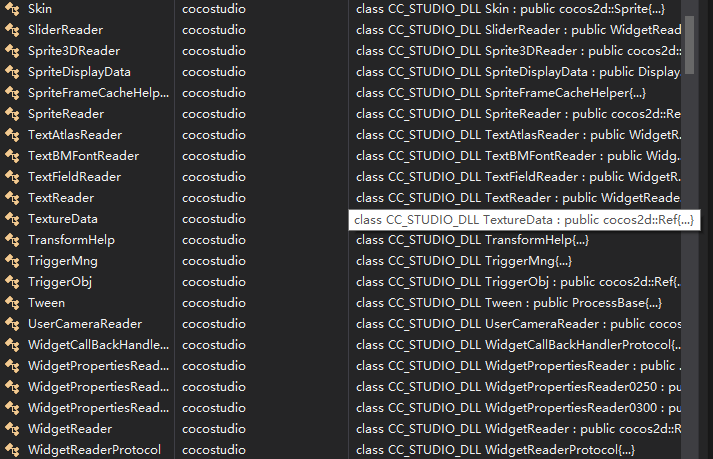 Skin cocostudio class CC_STUDIO_DLL Skin : public cocos2d::Sprite{...}
SliderReader cocostudio class CC_STUDIO_DLL SliderReader : public WidgetRead...
Sprite3DReader cocostudio class CC_STUDIO_DLL Sprite3DReader : public cocos2d::...
SpriteDisplayData cocostudio class CC_STUDIO_DLL SpriteDisplayData : public Display...
SpriteFrameCacheHelp... cocostudio class CC_STUDIO_DLL SpriteFrameCacheHelper{...}
SpriteReader cocostudio class CC_STUDIO_DLL SpriteReader : public cocos2d::Re...
TextAtlasReader cocostudio class CC_STUDIO_DLL TextAtlasReader : public WidgetR...
TextBMFontReader cocostudio class CC_STUDIO_DLL TextBMFontReader : public Widg...
TextFieldReader cocostudio class CC_STUDIO_DLL TextFieldReader : public WidgetR...
TextReader cocostudio class CC_STUDIO_DLL TextReader : public WidgetReade...
TextureData cocostudio class CC_STUDIO_DLL TextureData : public cocos2d::Ref{...}
TransformHelp cocostudio class CC_STUDIO_DLL TransformHelp{...}
TriggerMng cocostudio class CC_STUDIO_DLL TriggerMng{...}
TriggerObj cocostudio class CC_STUDIO_DLL TriggerObj : public cocos2d::Ref{...}
Tween cocostudio class CC_STUDIO_DLL Tween : public ProcessBase{...}
UserCameraReader cocostudio class CC_STUDIO_DLL UserCameraReader : public cocos...
WidgetCallBackHandle... cocostudio class CC_STUDIO_DLL WidgetCallBackHandlerProtocol{...
WidgetPropertiesRead... cocostudio class CC_STUDIO_DLL WidgetPropertiesReader : public ...
WidgetPropertiesRead... cocostudio class CC_STUDIO_DLL WidgetPropertiesReader0250 : pu...
WidgetPropertiesRead... cocostudio class CC_STUDIO_DLL WidgetPropertiesReader0300 : pu...
WidgetReader cocostudio class CC_STUDIO_DLL WidgetReader : public cocos2d::R...
WidgetReaderProtocol cocostudio class CC_STUDIO_DLL WidgetReaderProtocol{...}